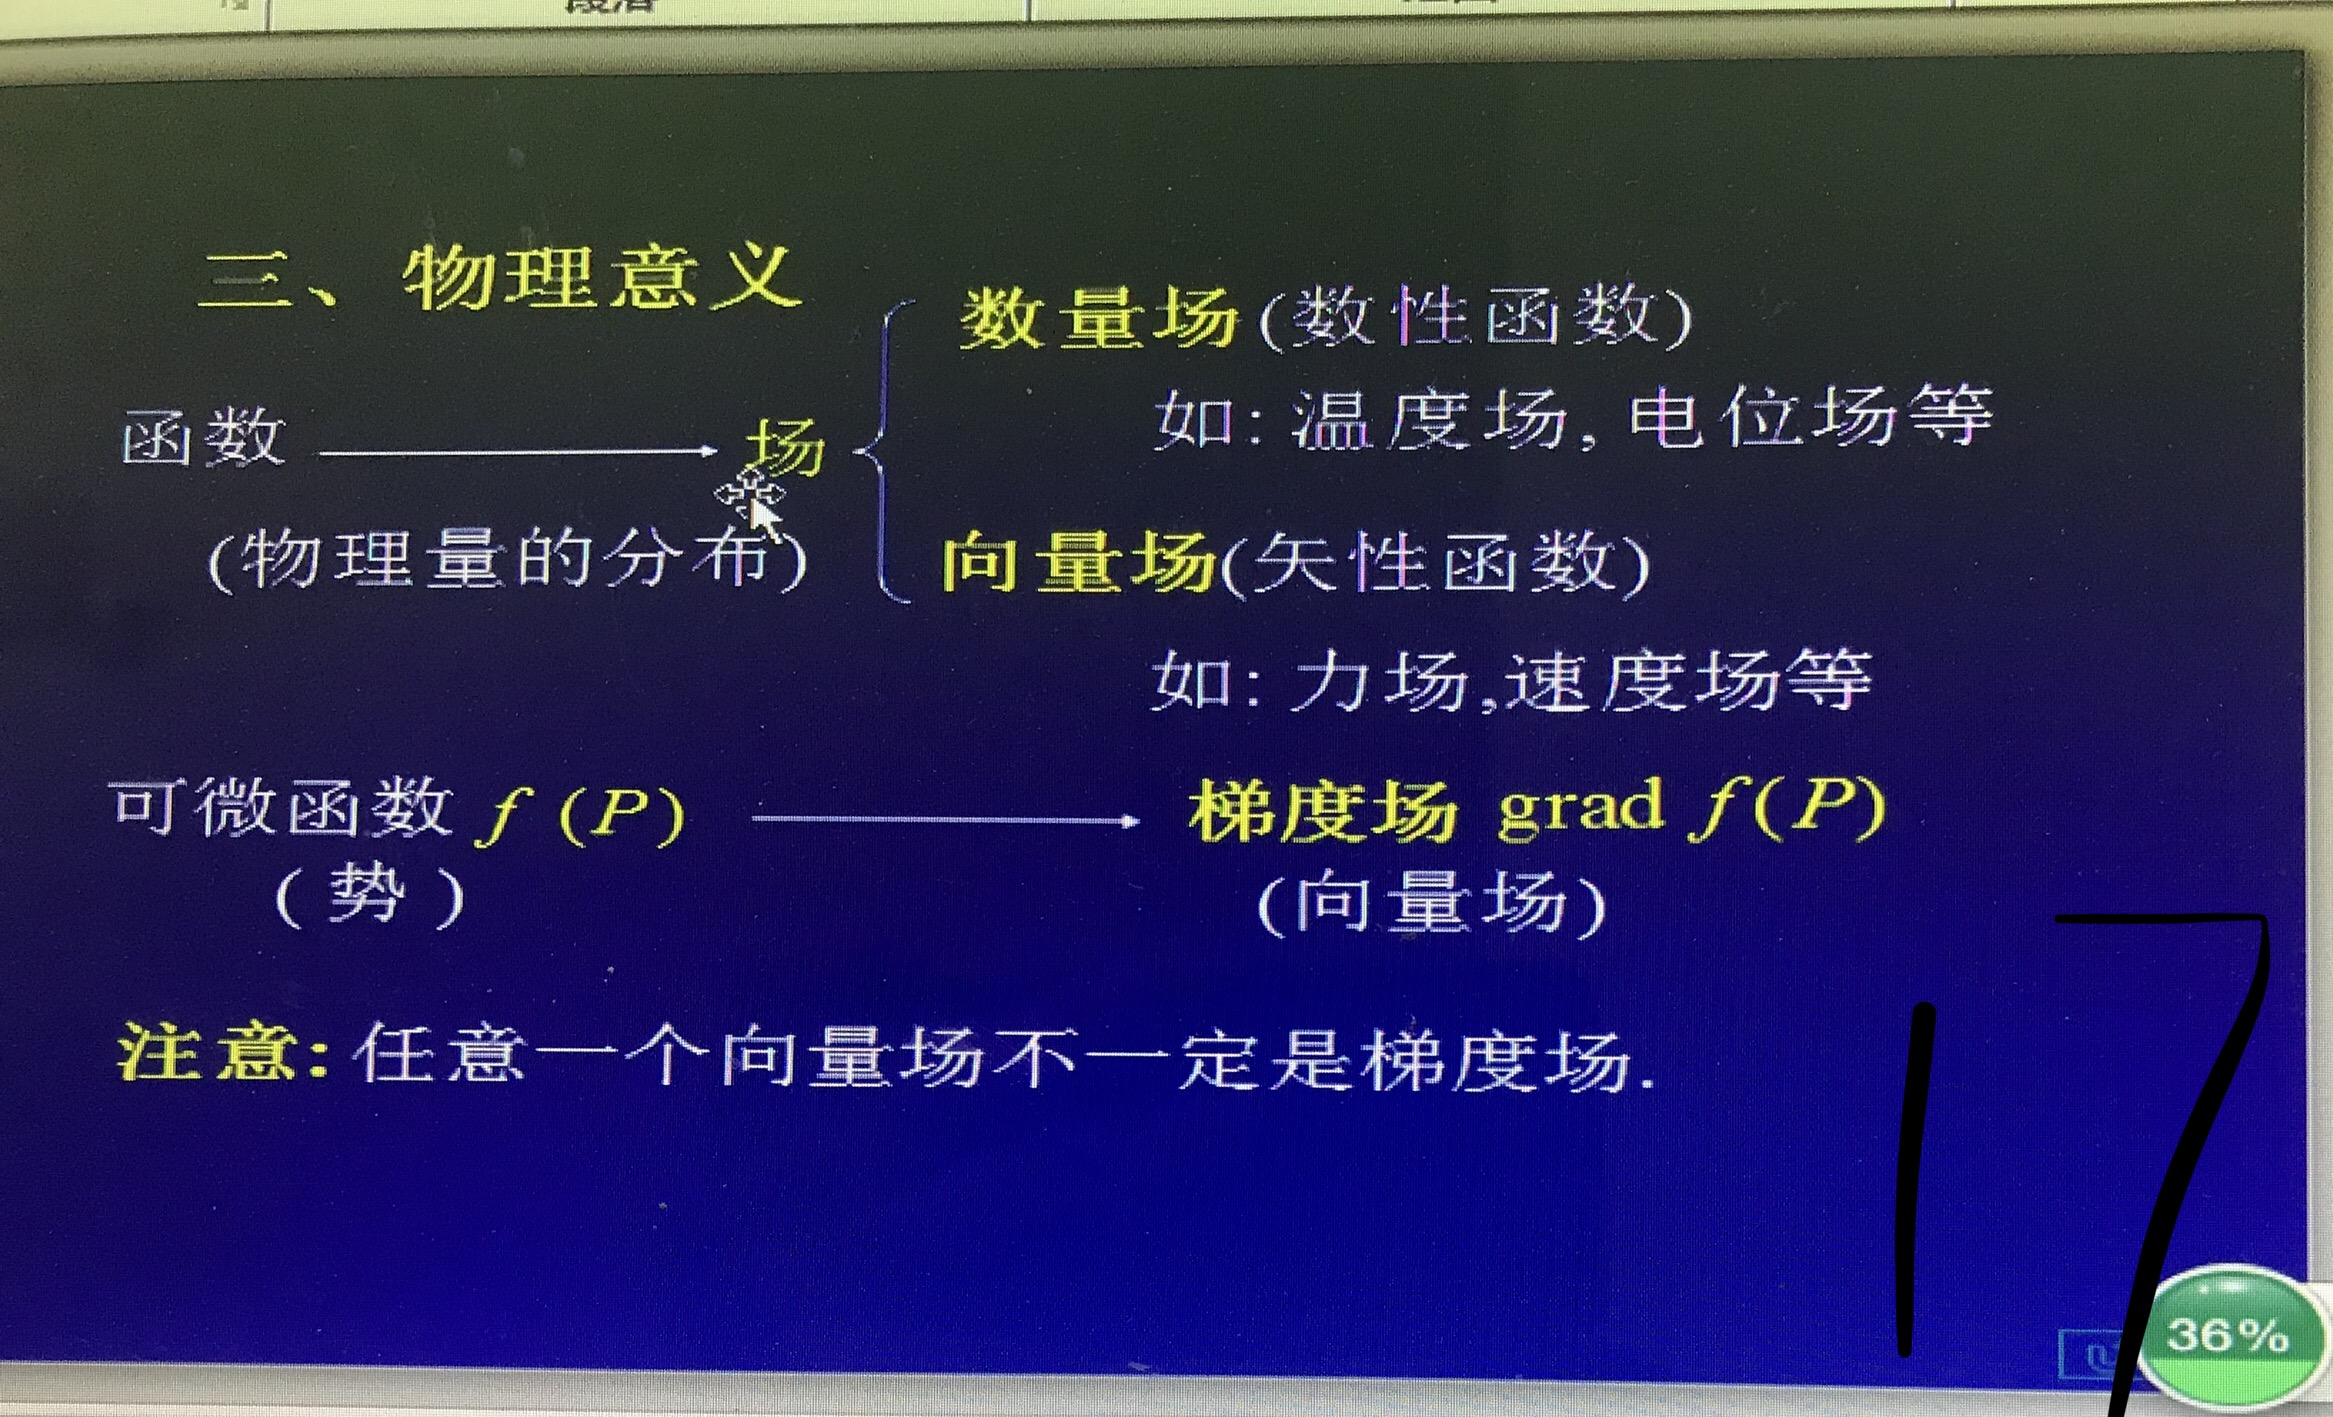 三、物理意义
数量场(数性函数)
如: 温度场, 电位场等
函数 → 场
(物理量的分布)
向量场(矢性函数)
如: 力场,速度场等
可微函数 f (P) → 梯度场 grad f(P)
(势) (向量场)
注意: 任意一个向量场不一定是梯度场.
17
36%